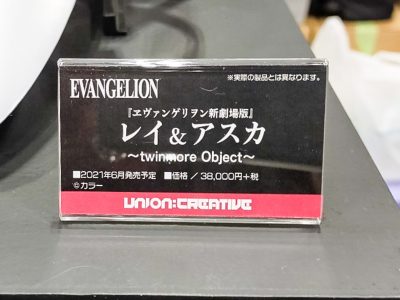 ※実際の製品とは異なります。
EVANGELION
『ヱヴァンゲリヲン新劇場版』
レイ&アスカ
～twinmore Object～
■2021年6月発売予定 ■価格／38,000円+税
©カラー
UNION:CREATIVE